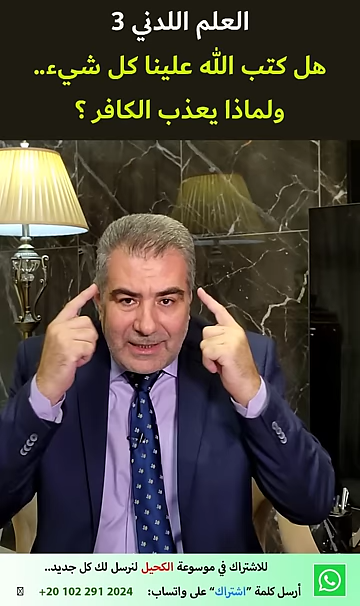 العلم اللدني 3
هل كتب الله علينا كل شيء..
ولماذا يعذب الكافر ؟
للاشتراك في موسوعة الكحيل لنرسل لك كل جديد..
أرسل كلمة “اشتراك” على واتساب: +20 102 291 2024